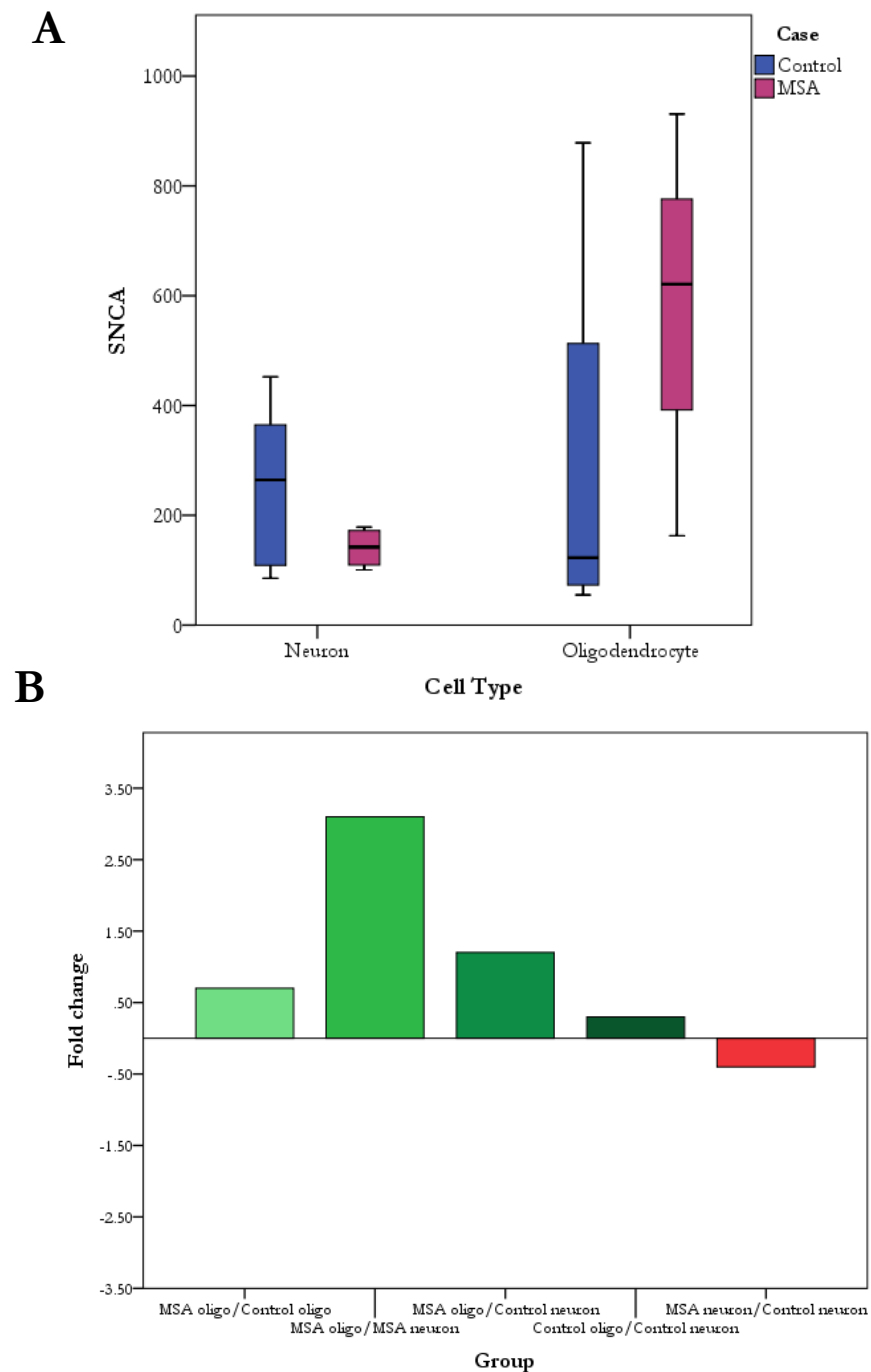 A
Case
Control
MSA
1000
800
600
400
200
0
SNCA
Neuron
Oligodendrocyte
Cell Type
B
3.50
2.50
1.50
.50
-.50
-1.50
-2.50
-3.50
Fold change
MSA oligo/Control oligo
MSA oligo/MSA neuron
MSA oligo/Control neuron
Control oligo/Control neuron
MSA neuron/Control neuron
Group